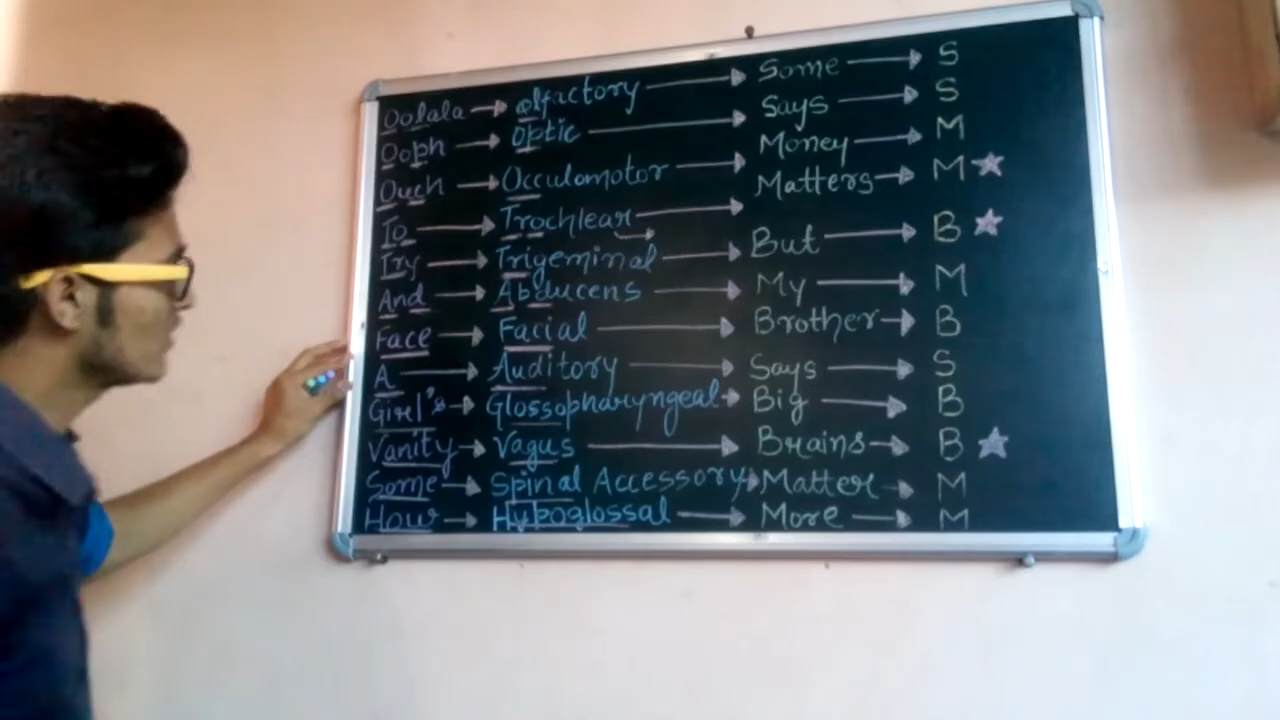 Oolala → Olfactory → Some → S
Ooph → Optic → Says → S
Ouch → Occulomotor → Money → M
To → Trochlear → Matters → M ★
Try → Trigeminal → But → B ★
And → Abducens → My → M
Face → Facial → Brother → B
A → Auditory → Says → S
Girl's → Glossopharyngeal → Big → B
Vanity → Vagus → Brains → B ★
Some → Spinal Accessory → Matter → M
How → Hypoglossal → More → M